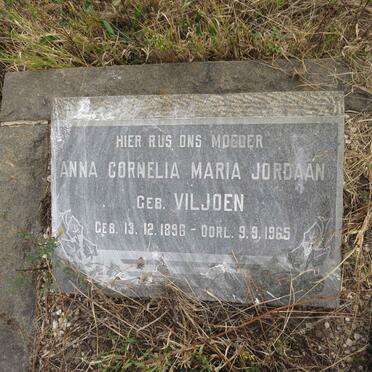 HIER RUS ONS MOEDER
ANNA CORNELIA MARIA JORDAAN
GEB. VILJOEN
GEB. 13. 12. 1896 - OORL. 9. 9. 1965